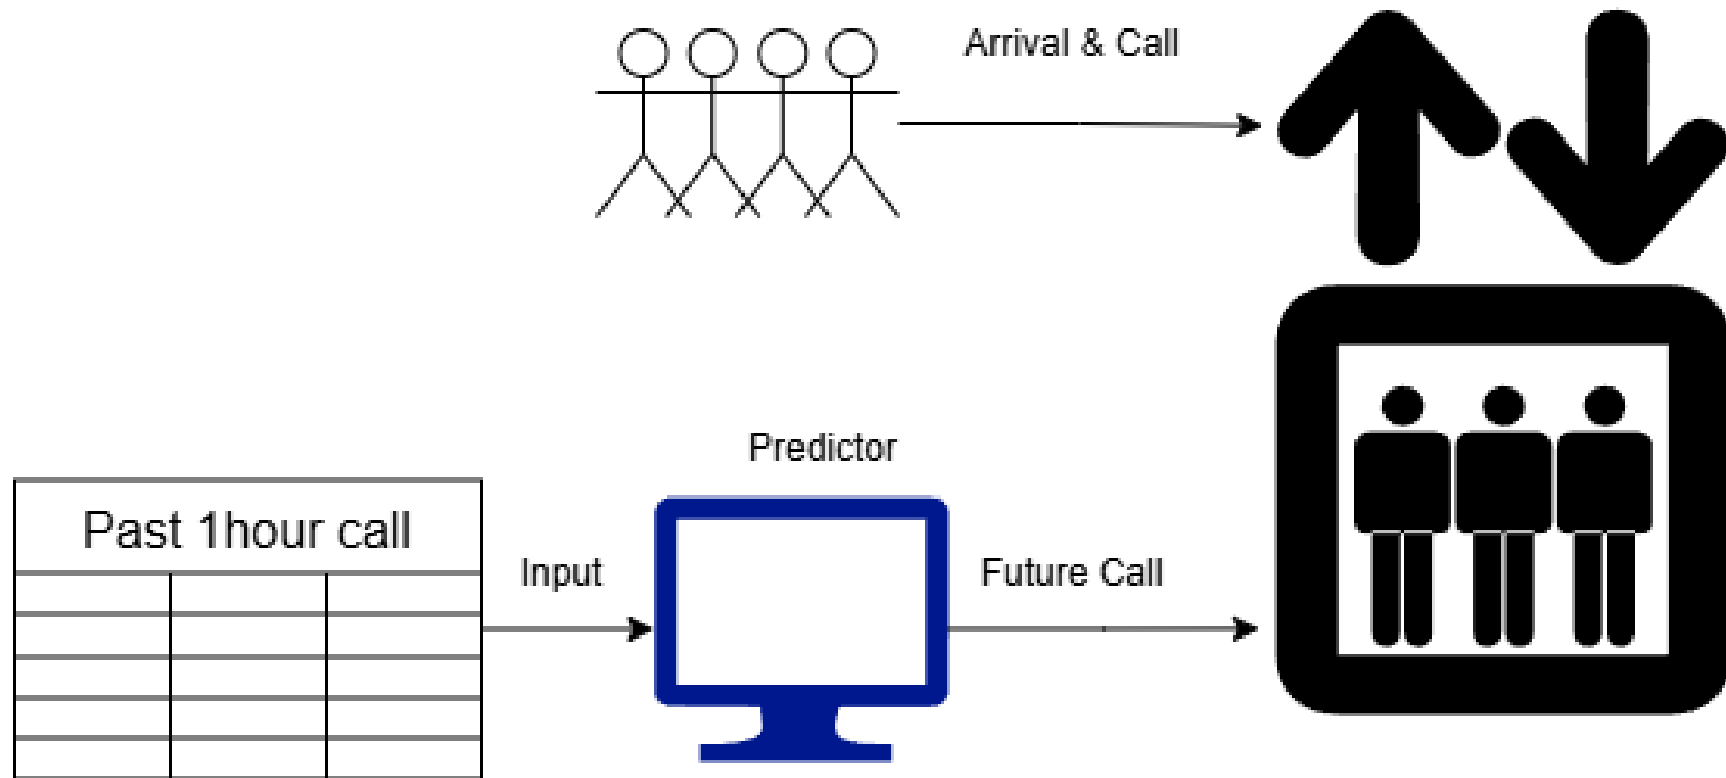 Arrival & Call
Predictor
Past 1hour call
Input
Future Call